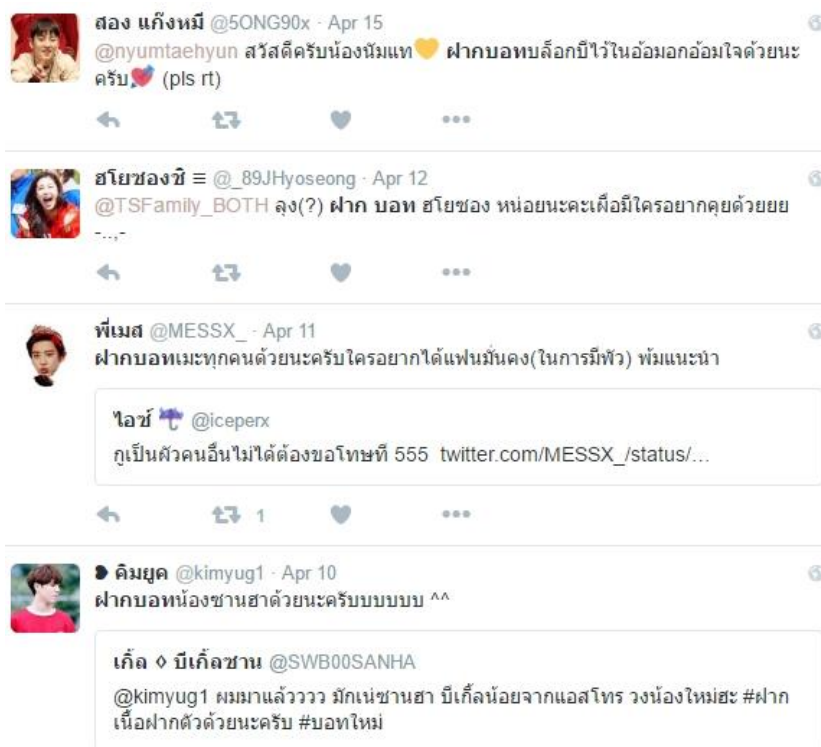 สอง แก๊งหมี @5ONG90x · Apr 15
@nyumtaehyun สวัสดีครับน้องนัมแท💛 ฝากบอทบล็อกบีไว้ในอ้อมอกอ้อมใจด้วยนะ
ครับ💘 (pls rt)
ฮโยซองชิ ≡ @_89JHyoseong · Apr 12
@TSFamily_BOTH ลุง(?) ฝาก บอท ฮโยซอง หน่อยนะคะเผื่อมีใครอยากคุยด้วยยย
-..,-
พี่เมส @MESSX_ · Apr 11
ฝากบอทเมะทุกคนด้วยนะครับใครอยากได้แฟนมั่นคง(ในการมีผัว) พ้มแนะนำ
ไอซ์ ☂ @iceperx
กูเป็นผัวคนอื่นไม่ได้ต้องขอโทษที 555 twitter.com/MESSX_/status/…
1
❥ คิมยูค @kimyug1 · Apr 10
ฝากบอทน้องซานฮาด้วยนะครับบบบบบ ^^
เกิ้ล ◊ บีเกิ้ลซาน @SWB00SANHA
@kimyug1 ผมมาแล้วววว มักเน่ซานฮา บีเกิ้ลน้อยจากแอสโทร วงน้องใหม่ฮะ #ฝาก
เนื้อฝากตัวด้วยนะครับ #บอทใหม่